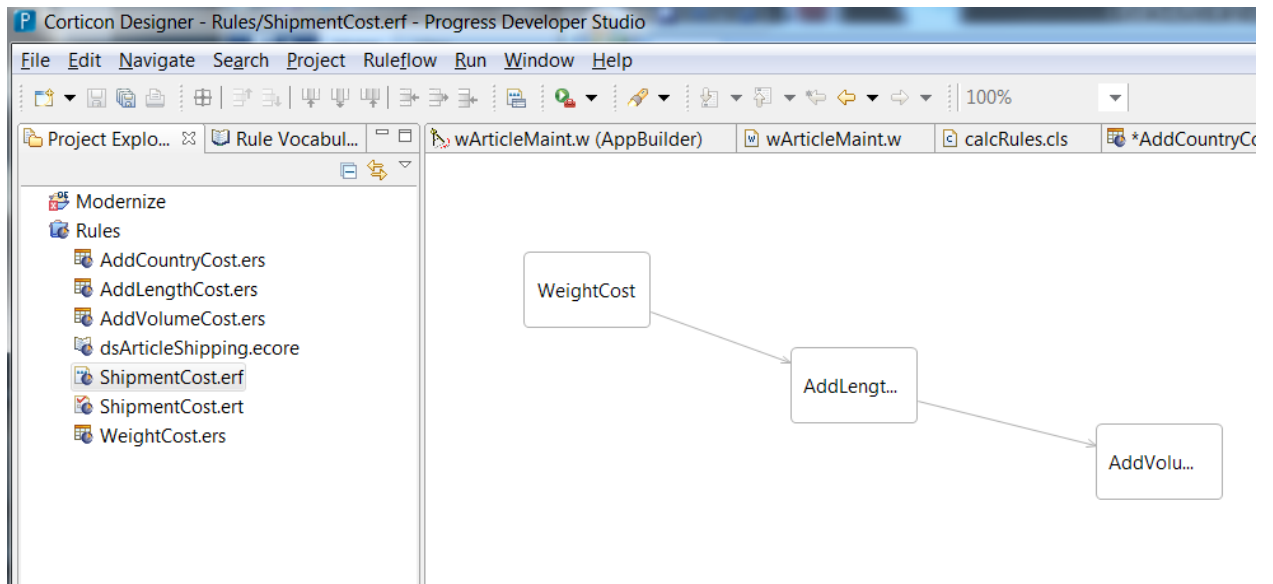 Corticon Designer - Rules/ShipmentCost.erf - Progress Developer Studio
File Edit Navigate Search Project Ruleflow Run Window Help
100%
Project Explo... Rule Vocabul... wArticleMaint.w (AppBuilder) wArticleMaint.w calcRules.cls *AddCountryCo
Modernize
Rules
AddCountryCost.ers
AddLengthCost.ers
AddVolumeCost.ers
dsArticleShipping.ecore
ShipmentCost.erf
ShipmentCost.ert
WeightCost.ers
WeightCost
AddLengt...
AddVolu...